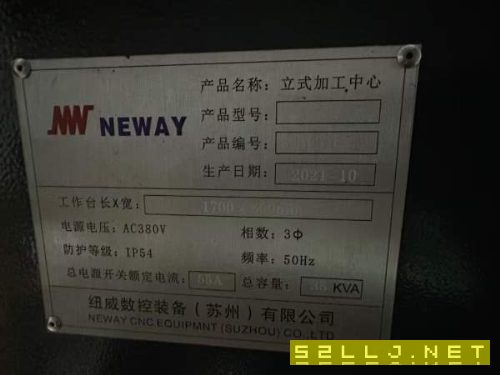 NEWAY
产品名称: 立式加工中心
产品型号:
产品编号:
生产日期: 2021-10
工作台长X宽:
电源电压: AC380V 相数: 3Φ
防护等级: IP54 频率: 50Hz
总电源开关额定电流: 总容量: KVA
纽威数控装备(苏州)有限公司
NEWAY CNC EQUIPMNT (SUZHOU) CO.,LTD
52LLJ.NET